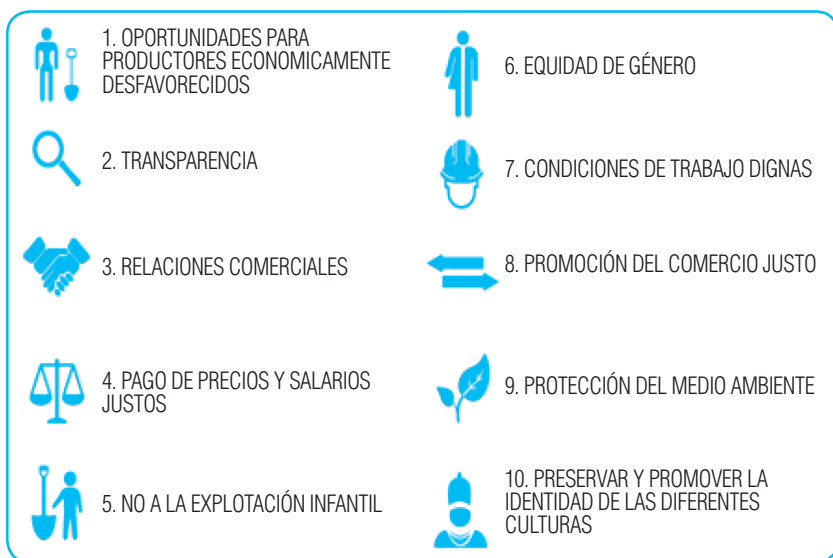 1. OPORTUNIDADES PARA
PRODUCTORES ECONOMICAMENTE
DESFAVORECIDOS
2. TRANSPARENCIA
3. RELACIONES COMERCIALES
4. PAGO DE PRECIOS Y SALARIOS
JUSTOS
5. NO A LA EXPLOTACIÓN INFANTIL
6. EQUIDAD DE GÉNERO
7. CONDICIONES DE TRABAJO DIGNAS
8. PROMOCIÓN DEL COMERCIO JUSTO
9. PROTECCIÓN DEL MEDIO AMBIENTE
10. PRESERVAR Y PROMOVER LA
IDENTIDAD DE LAS DIFERENTES
CULTURAS